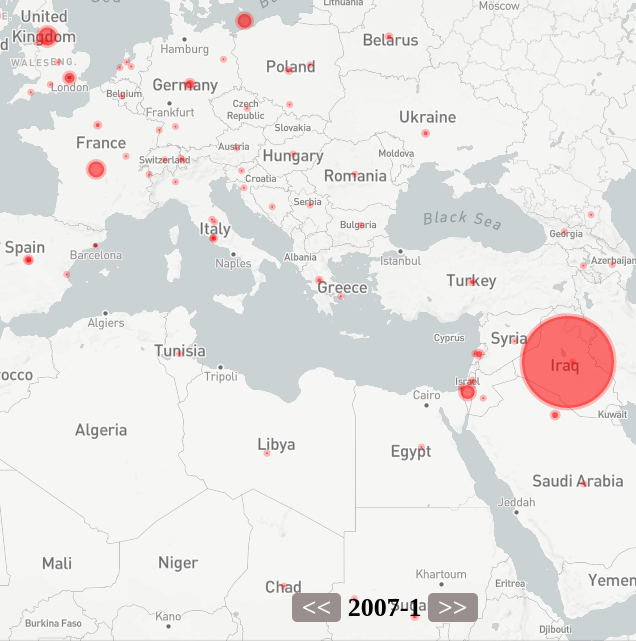 Lithuania
Moscow
United
Kingdom
Hamburg
Belarus
WALES
ENG.
London
Belgium
Germany
Poland
Frankfurt
Czech
Republic
Ukraine
Slovakia
France
Switzerland
Austria
Hungary
Moldova
Romania
Croatia
Serbia
Black Sea
Italy
Bulgaria
Georgia
Spain
Barcelona
Naples
Albania
Istanbul
Azerbaijan
Greece
Turkey
Algiers
Cyprus
Syria
Tunisia
Iraq
Tripoli
Israel
occo
Cairo
Kuwait
Algeria
Libya
Egypt
Saudi Arabia
Jeddah
Mali
Niger
Chad
Khartoum
Eritrea
Yemen
<< 2007-1 >>
Kano
Burkina Faso
Djibouti